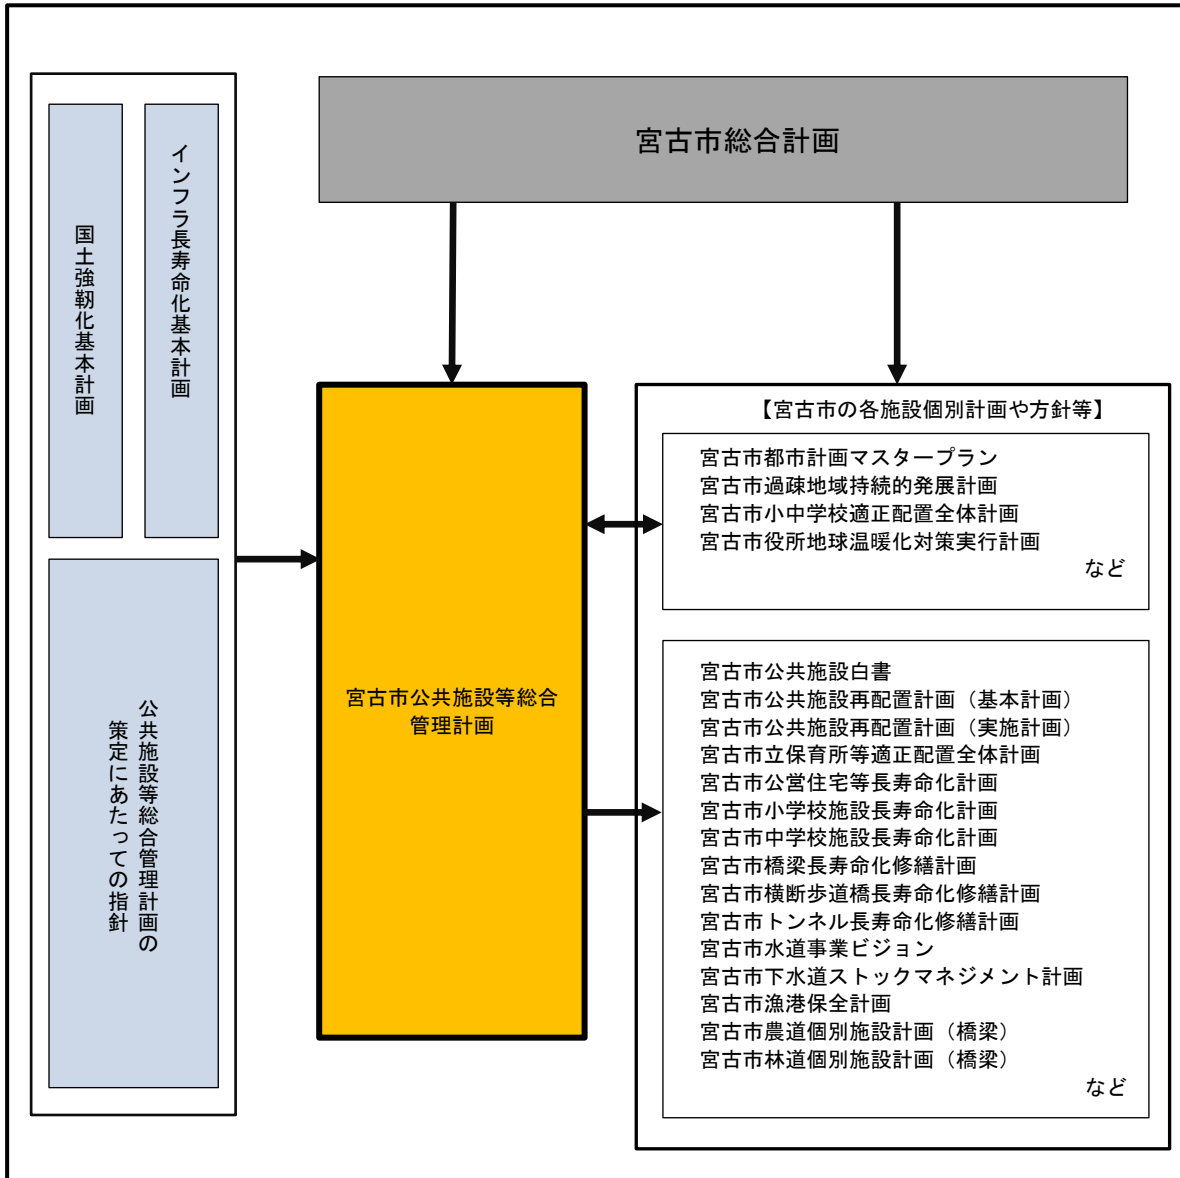 宮古市総合計画
インフラ長寿命化基本計画
国土強靱化基本計画
公共施設等総合管理計画の
策定にあたっての指針
宮古市公共施設等総合
管理計画
【宮古市の各施設個別計画や方針等】
宮古市都市計画マスタープラン
宮古市過疎地域持続的発展計画
宮古市小中学校適正配置全体計画
宮古市役所地球温暖化対策実行計画
など
宮古市公共施設白書
宮古市公共施設再配置計画（基本計画）
宮古市公共施設再配置計画（実施計画）
宮古市立保育所等適正配置全体計画
宮古市公営住宅等長寿命化計画
宮古市小学校施設長寿命化計画
宮古市中学校施設長寿命化計画
宮古市橋梁長寿命化修繕計画
宮古市横断歩道橋長寿命化修繕計画
宮古市トンネル長寿命化修繕計画
宮古市水道事業ビジョン
宮古市下水道ストックマネジメント計画
宮古市漁港保全計画
宮古市農道個別施設計画（橋梁）
宮古市林道個別施設計画（橋梁）
など